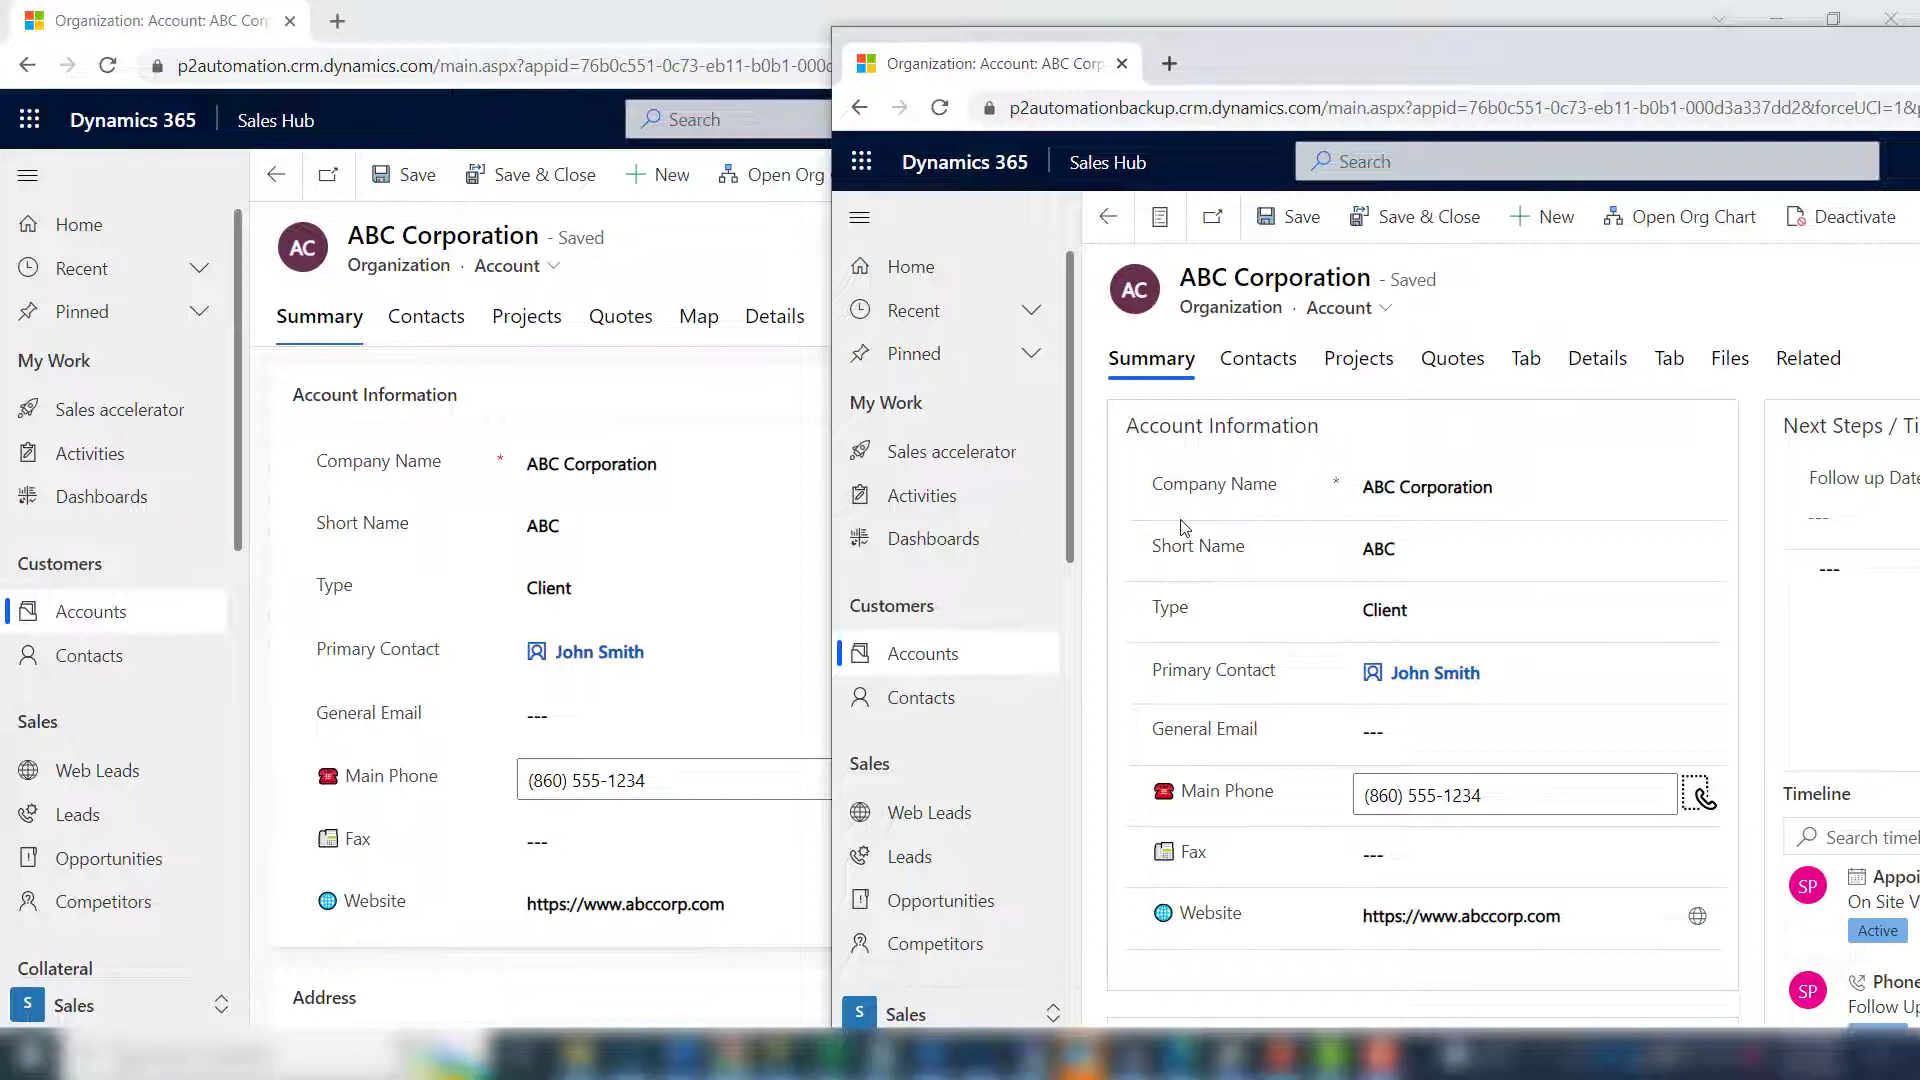 Organization: Account: ABC Cor
p2automation.crm.dynamics.com/main.aspx?appid=76b0c551-0c73-eb11-b0b1-000
Dynamics 365
Sales Hub
Search
Save
Save & Close
New
Open Org
Home
Recent
Pinned
My Work
Sales accelerator
Activities
Dashboards
Customers
Accounts
Contacts
Sales
Web Leads
Leads
Opportunities
Competitors
Collateral
S
Sales
AC
ABC Corporation - Saved
Organization · Account
Summary
Contacts
Projects
Quotes
Map
Details
Account Information
Company Name * ABC Corporation
Short Name ABC
Type Client
Primary Contact John Smith
General Email ---
Main Phone (860) 555-1234
Fax ---
Website https://www.abccorp.com
Address
Organization: Account: ABC Corp
p2automationbackup.crm.dynamics.com/main.aspx?appid=76b0c551-0c73-eb11-b0b1-000d3a337dd2&forceUCI=1&
Dynamics 365
Sales Hub
Search
Save
Save & Close
New
Open Org Chart
Deactivate
Home
Recent
Pinned
My Work
Sales accelerator
Activities
Dashboards
Customers
Accounts
Contacts
Sales
Web Leads
Leads
Opportunities
Competitors
S
Sales
AC
ABC Corporation - Saved
Organization · Account
Summary
Contacts
Projects
Quotes
Tab
Details
Tab
Files
Related
Account Information
Company Name * ABC Corporation
Short Name ABC
Type Client
Primary Contact John Smith
General Email ---
Main Phone (860) 555-1234
Fax ---
Website https://www.abccorp.com
Next Steps / Ti
Follow up Date
---
---
Timeline
Search timel
SP
Appoi
On Site V
Active
SP
Phone
Follow Up